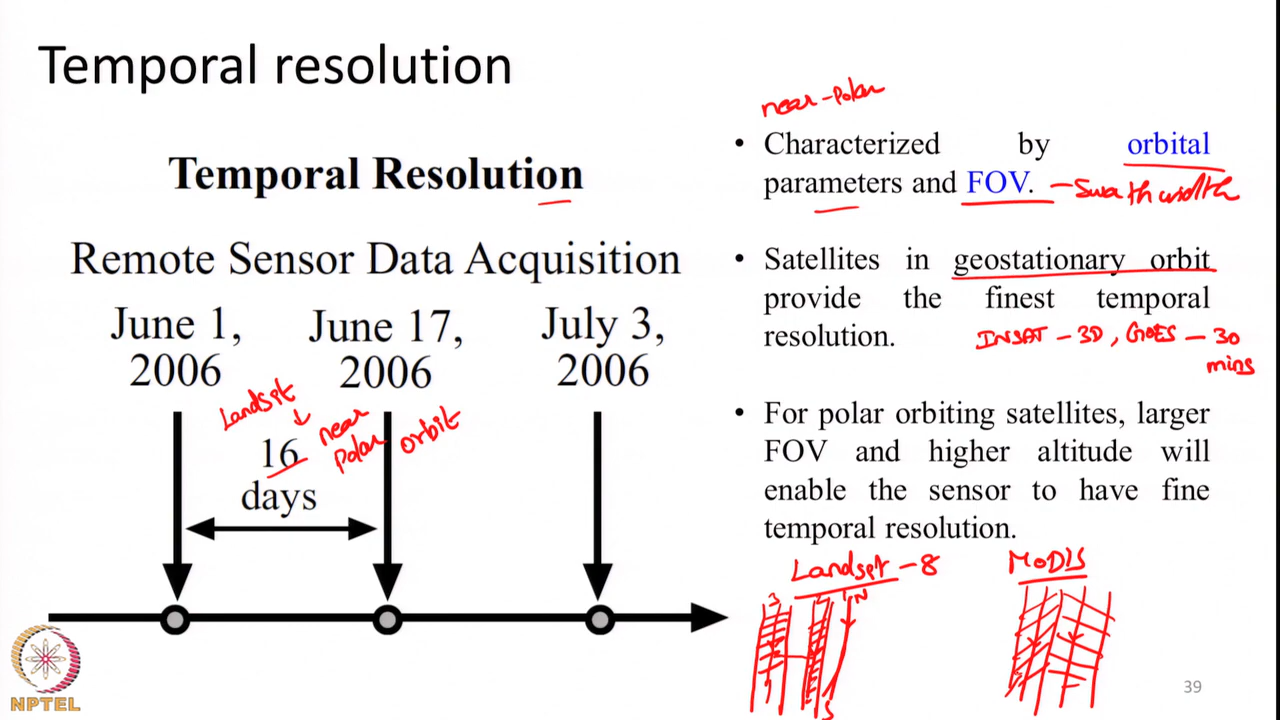 Temporal resolution
Temporal Resolution
Remote Sensor Data Acquisition
June 1, 2006
June 17, 2006
July 3, 2006
Landsat
16 days
near polar orbit
near-polar
• Characterized by orbital
parameters and FOV. - Swath width
• Satellites in geostationary orbit
provide the finest temporal
resolution.
INSAT - 3D, GOES - 30
mins
• For polar orbiting satellites, larger
FOV and higher altitude will
enable the sensor to have fine
temporal resolution.
Landsat - 8
MODIS
3 2 1 N
S
NPTEL
39